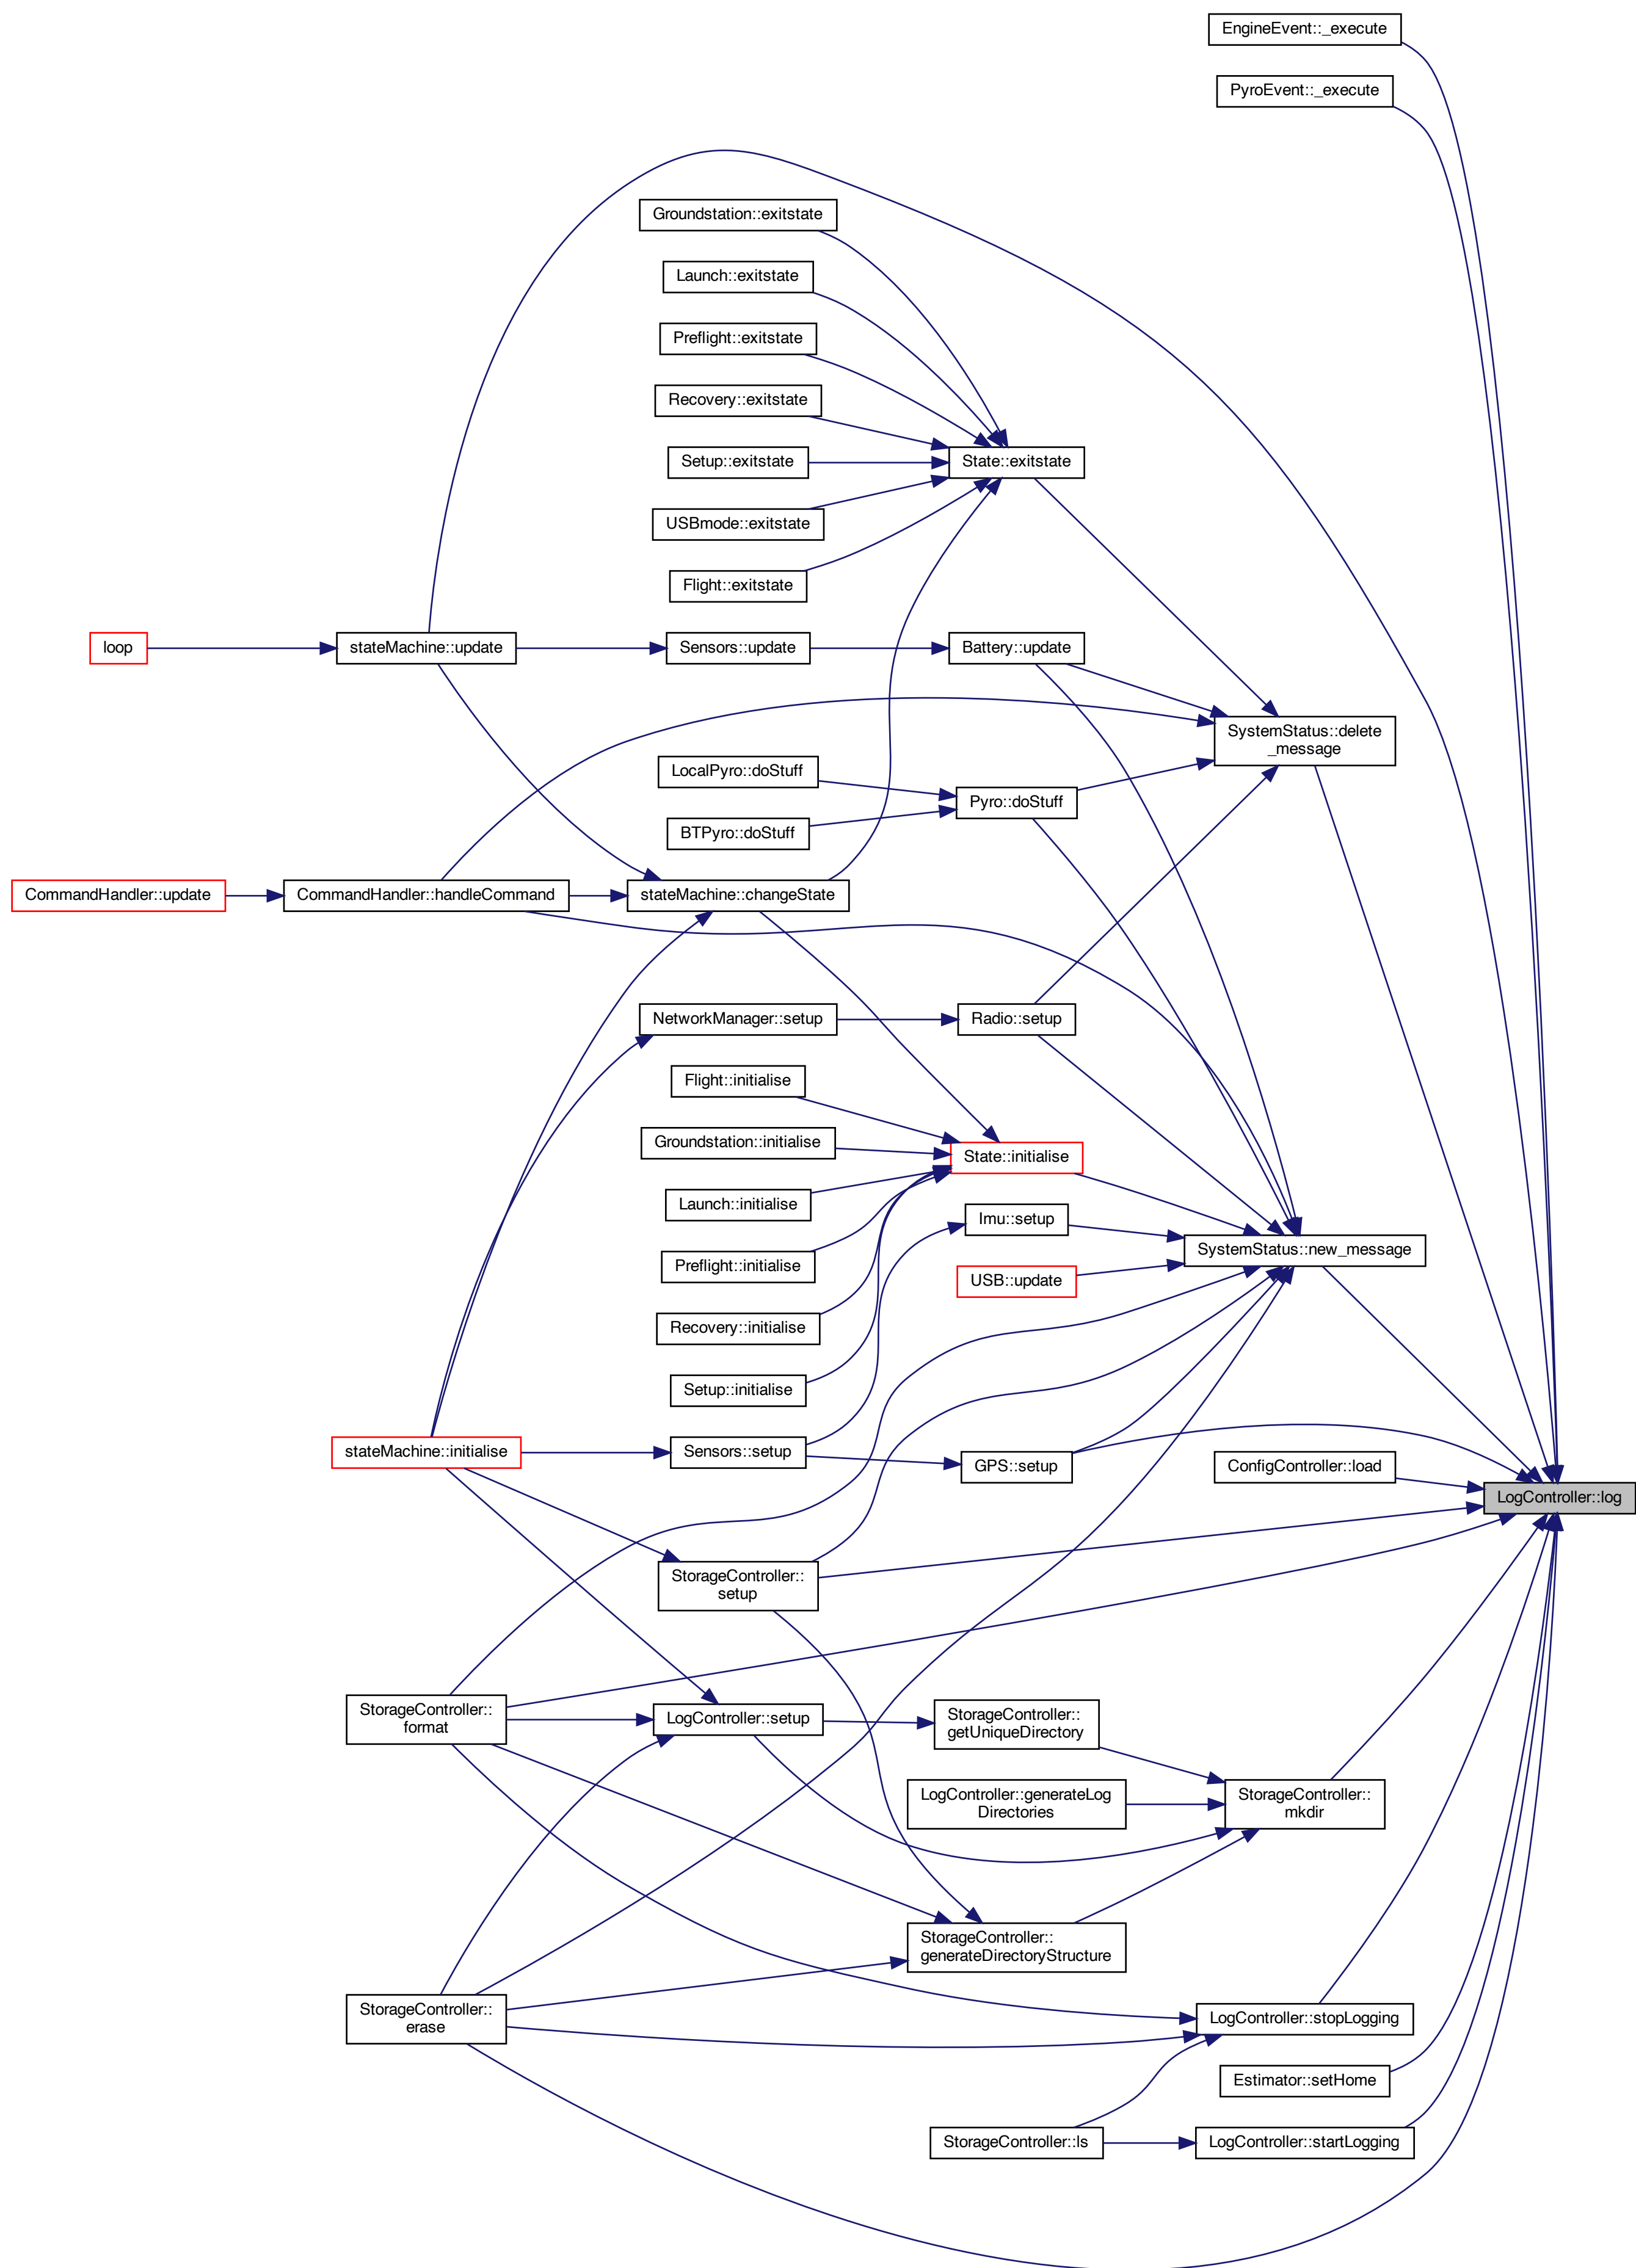 EngineEvent::_execute
PyroEvent::_execute
Groundstation::exitstate
Launch::exitstate
Preflight::exitstate
Recovery::exitstate
Setup::exitstate
State::exitstate
USBmode::exitstate
Flight::exitstate
loop
stateMachine::update
Sensors::update
Battery::update
SystemStatus::delete
_message
LocalPyro::doStuff
Pyro::doStuff
BTPyro::doStuff
CommandHandler::update
CommandHandler::handleCommand
stateMachine::changeState
NetworkManager::setup
Radio::setup
Flight::initialise
Groundstation::initialise
State::initialise
Launch::initialise
Imu::setup
SystemStatus::new_message
Preflight::initialise
USB::update
Recovery::initialise
Setup::initialise
stateMachine::initialise
Sensors::setup
GPS::setup
ConfigController::load
LogController::log
StorageController::
setup
StorageController::
format
LogController::setup
StorageController::
getUniqueDirectory
LogController::generateLog
Directories
StorageController::
mkdir
StorageController::
generateDirectoryStructure
StorageController::
erase
LogController::stopLogging
Estimator::setHome
StorageController::ls
LogController::startLogging